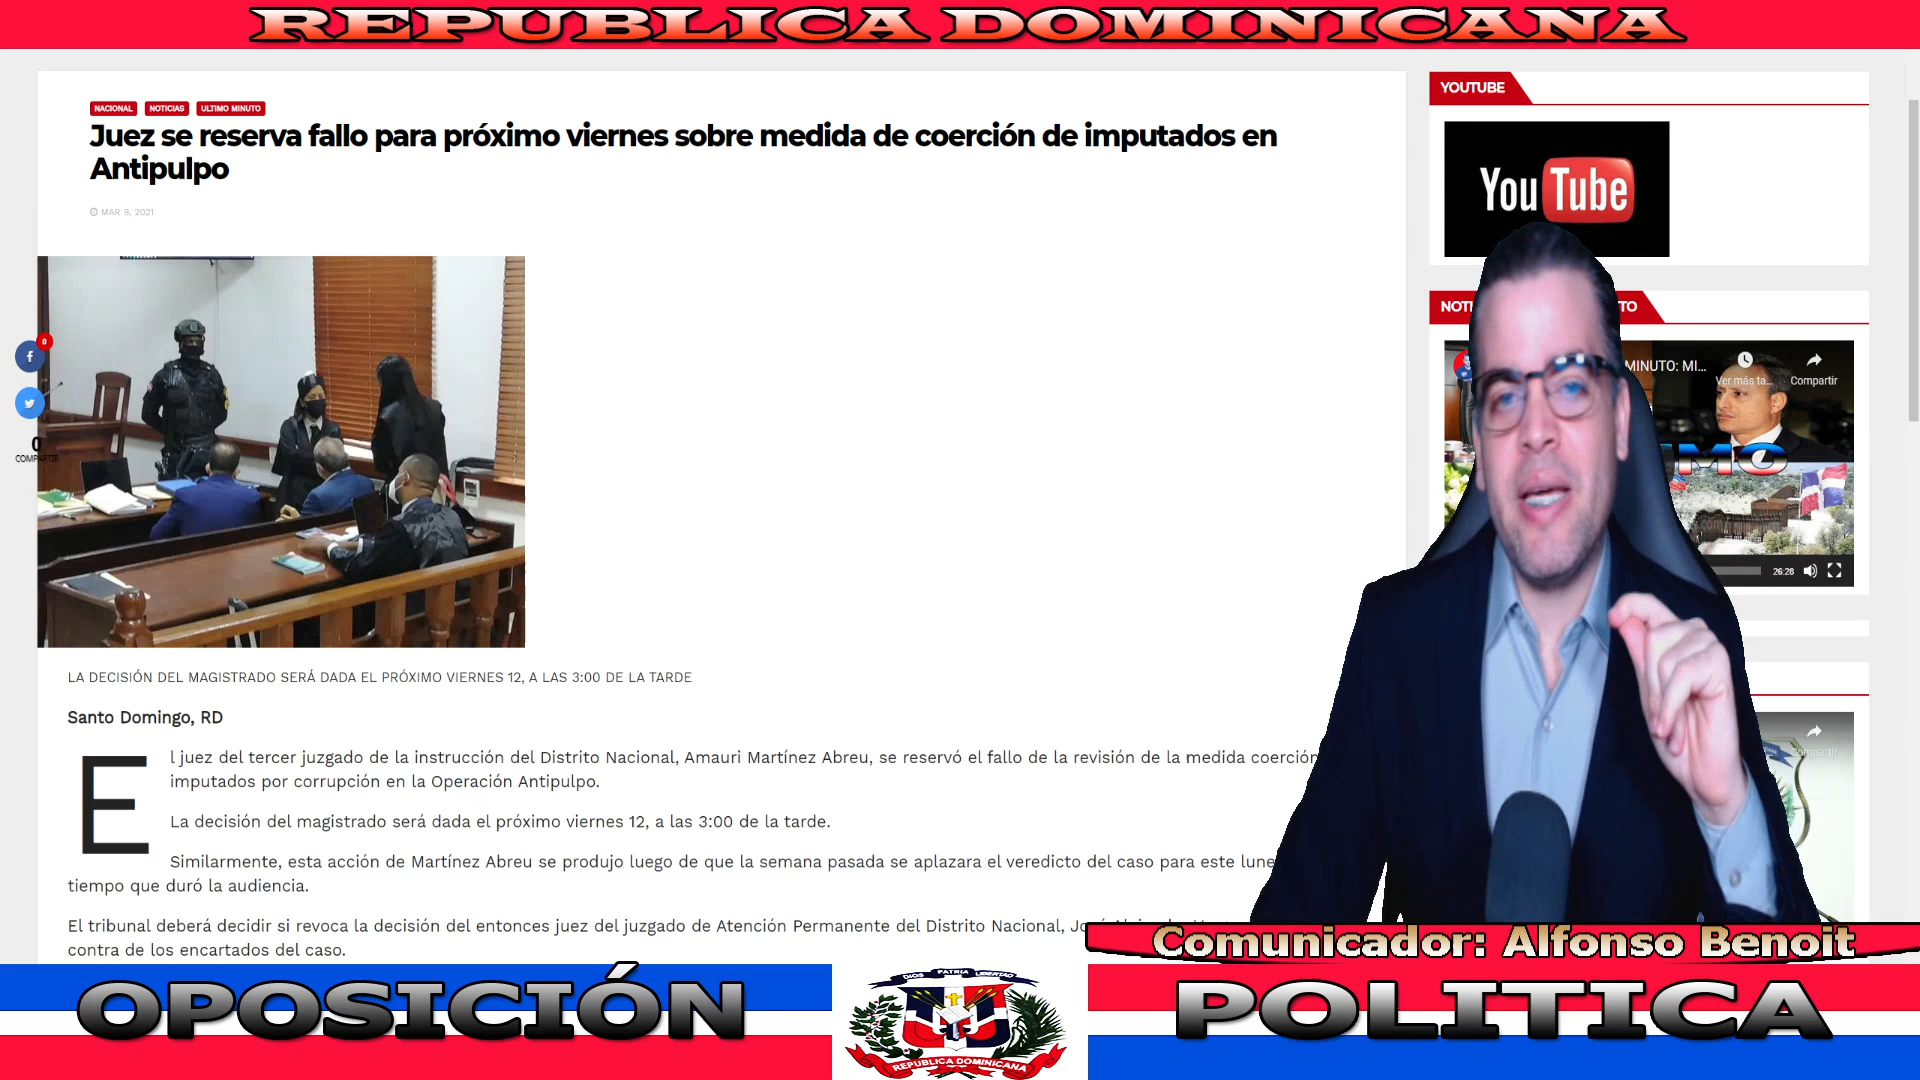 REPUBLICA DOMINICANA
NACIONAL NOTICIAS ULTIMO MINUTO
Juez se reserva fallo para próximo viernes sobre medida de coerción de imputados en
Antipulpo
MAR 9, 2021
0
0
COMPARTIR
LA DECISIÓN DEL MAGISTRADO SERÁ DADA EL PRÓXIMO VIERNES 12, A LAS 3:00 DE LA TARDE
Santo Domingo, RD
El juez del tercer juzgado de la instrucción del Distrito Nacional, Amauri Martínez Abreu, se reservó el fallo de la revisión de la medida coerción
imputados por corrupción en la Operación Antipulpo.
La decisión del magistrado será dada el próximo viernes 12, a las 3:00 de la tarde.
Similarmente, esta acción de Martínez Abreu se produjo luego de que la semana pasada se aplazara el veredicto del caso para este lune
tiempo que duró la audiencia.
El tribunal deberá decidir si revoca la decisión del entonces juez del juzgado de Atención Permanente del Distrito Nacional,
contra de los encartados del caso.
YOUTUBE
YouTube
NOTI TO
MINUTO: MI...
Ver más ta... Compartir
MO
26:28
Compartir
Comunicador: Alfonso Benoit
OPOSICIÓN
DIOS PATRIA LIBERTAD
REPUBLICA DOMINICANA
POLITICA